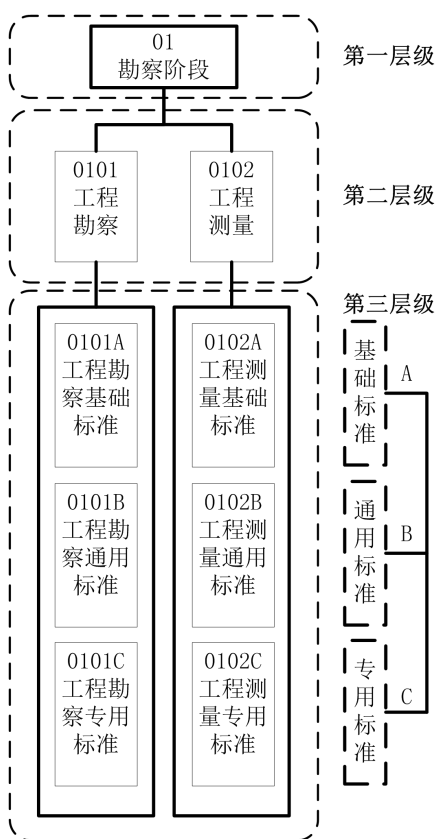 01
勘察阶段
第一层级
0101
工程
勘察
0102
工程
测量
第二层级
第三层级
0101A
工程勘
察基础
标准
0102A
工程测
量基础
标准
基
础
标
准
A
0101B
工程勘
察通用
标准
0102B
工程测
量通用
标准
通
用
标
准
B
0101C
工程勘
察专用
标准
0102C
工程测
量专用
标准
专
用
标
准
C